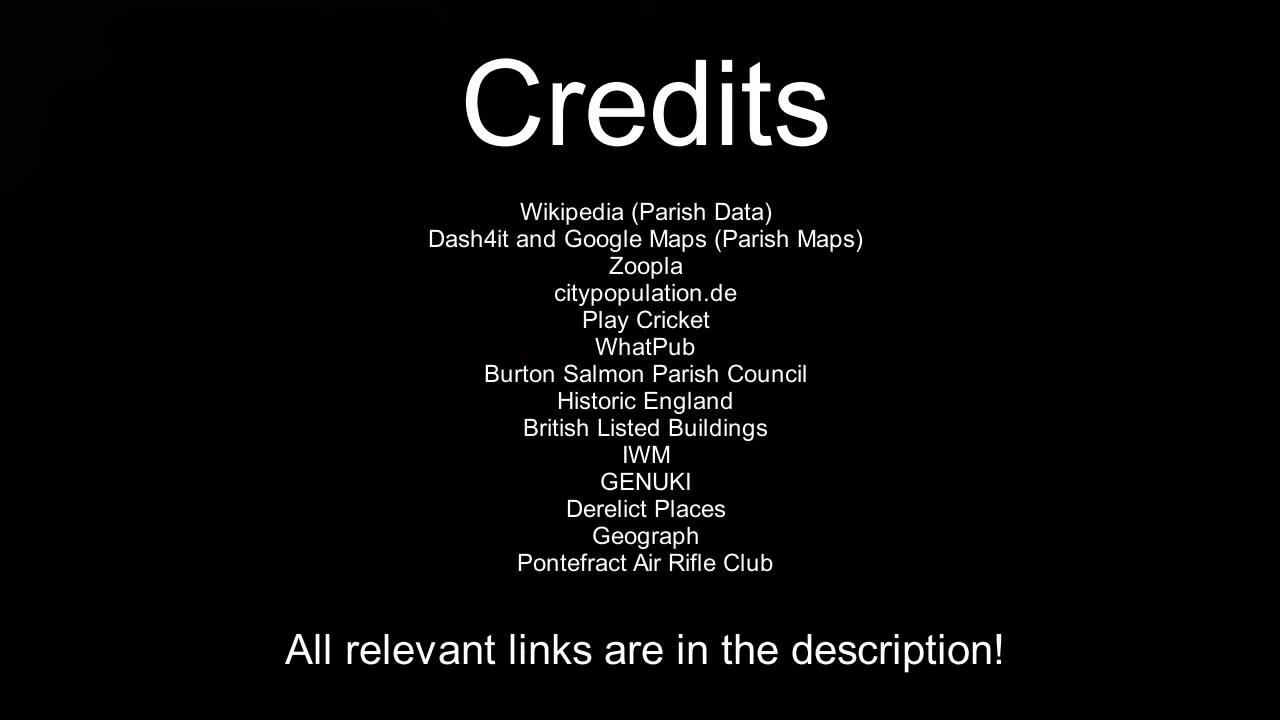 Credits
Wikipedia (Parish Data)
Dash4it and Google Maps (Parish Maps)
Zoopla
citypopulation.de
Play Cricket
WhatPub
Burton Salmon Parish Council
Historic England
British Listed Buildings
IWM
GENUKI
Derelict Places
Geograph
Pontefract Air Rifle Club
All relevant links are in the description!